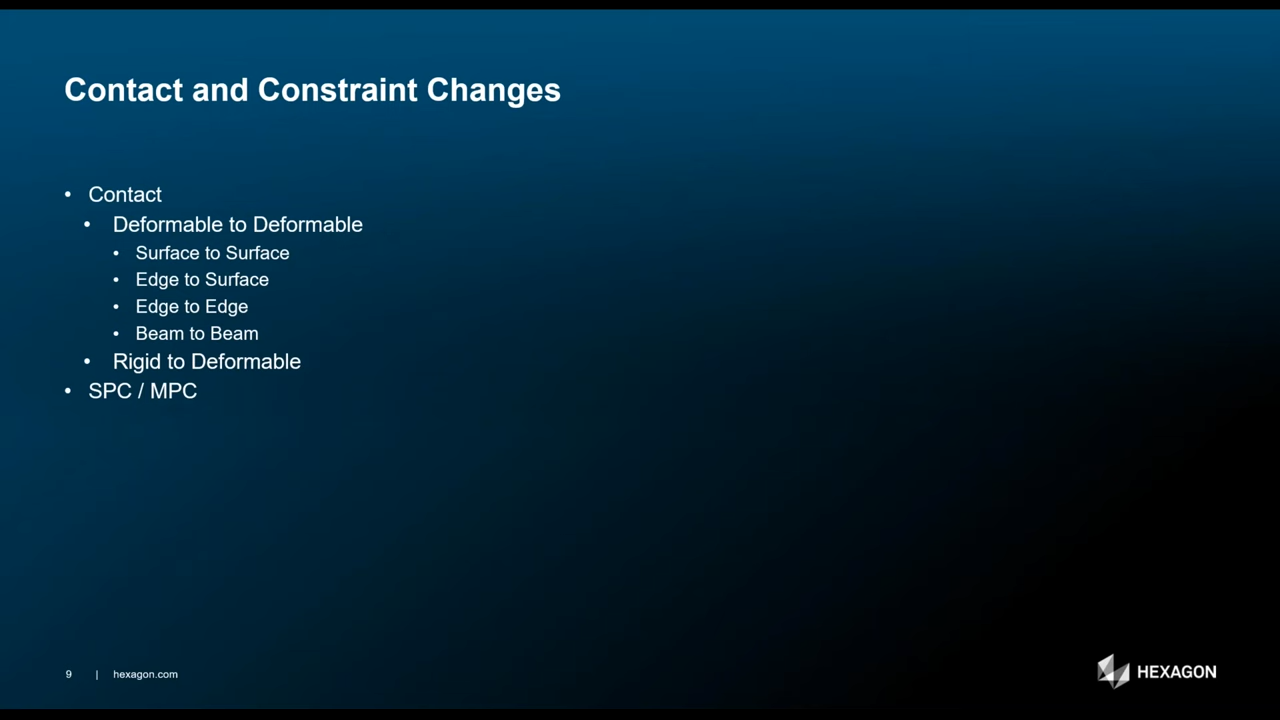 Contact and Constraint Changes
• Contact
• Deformable to Deformable
• Surface to Surface
• Edge to Surface
• Edge to Edge
• Beam to Beam
• Rigid to Deformable
• SPC / MPC
9 | hexagon.com
HEXAGON